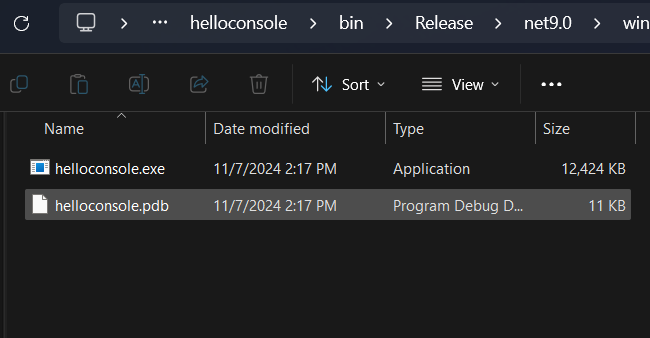 helloconsole > bin > Release > net9.0 > win
Sort View
Name Date modified Type Size
helloconsole.exe 11/7/2024 2:17 PM Application 12,424 KB
helloconsole.pdb 11/7/2024 2:17 PM Program Debug D... 11 KB